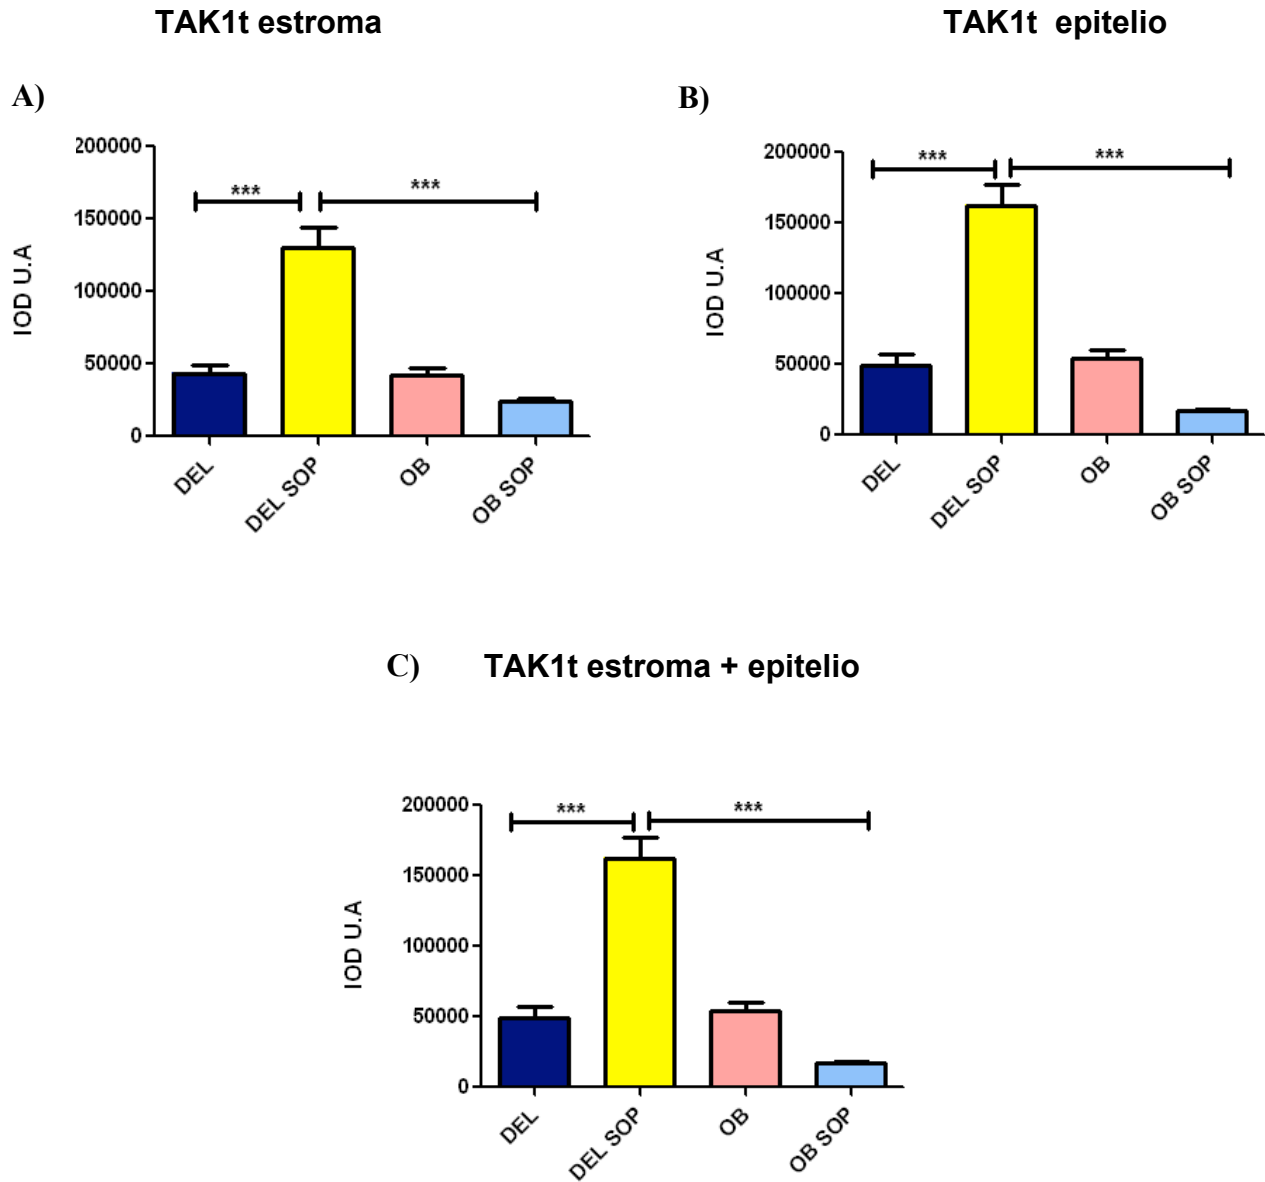 TAK1t estroma
TAK1t epitelio
A)
200000
150000
100000
50000
0
IOD U.A
***
***
DEL
DEL SOP
OB
OB SOP
B)
200000
150000
100000
50000
0
IOD U.A
***
***
DEL
DEL SOP
OB
OB SOP
C) TAK1t estroma + epitelio
200000
150000
100000
50000
0
IOD U.A
***
***
DEL
DEL SOP
OB
OB SOP